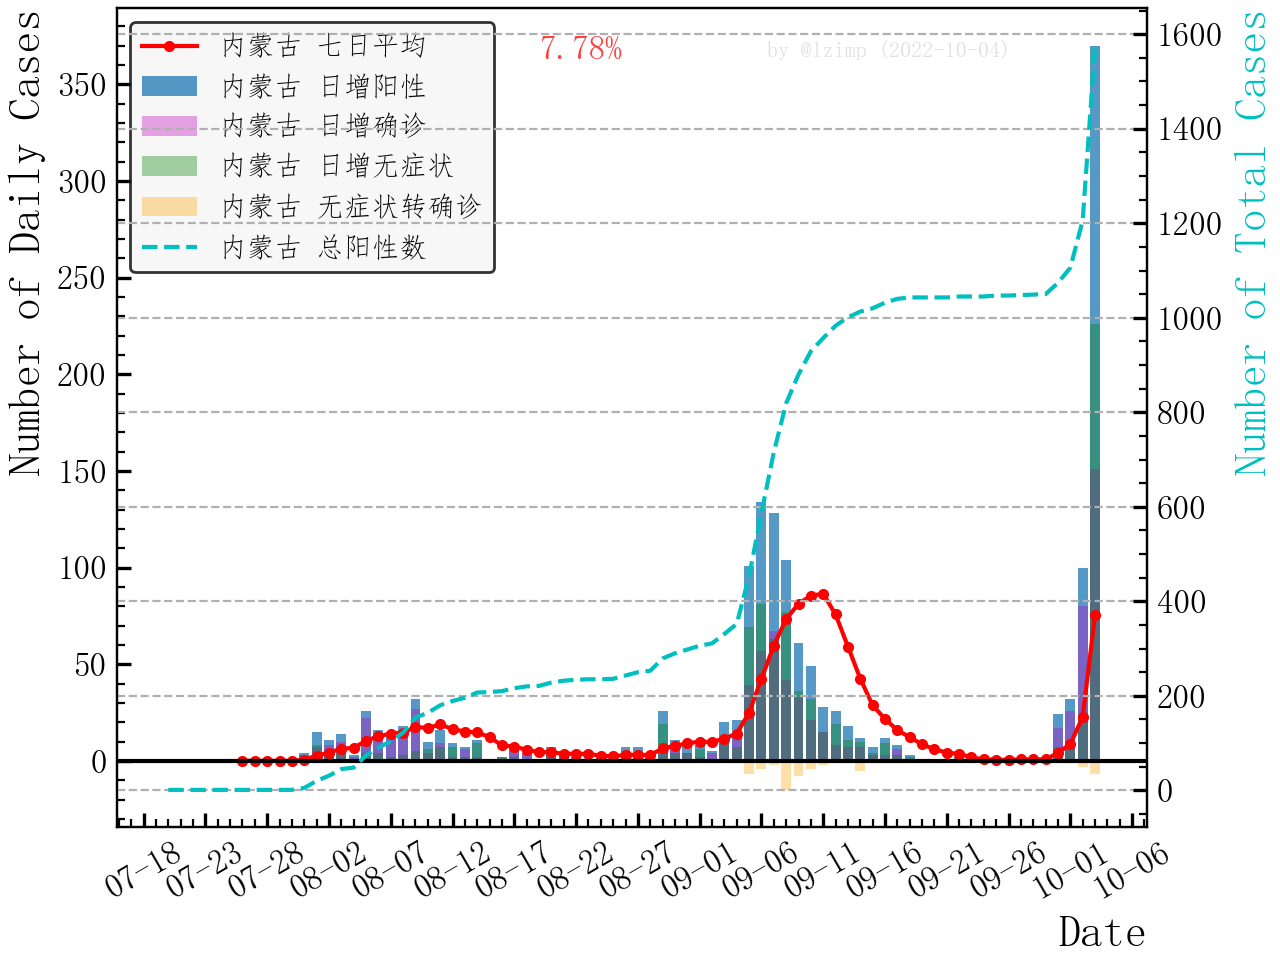 内蒙古 七日平均
内蒙古 日增阳性
内蒙古 日增确诊
内蒙古 日增无症状
内蒙古 无症状转确诊
内蒙古 总阳性数
7.78%
by @lzimp (2022-10-04)
Number of Daily Cases
350
300
250
200
150
100
50
0
Number of Total Cases
1600
1400
1200
1000
800
600
400
200
0
07-18 07-23 07-28 08-02 08-07 08-12 08-17 08-22 08-27 09-01 09-06 09-11 09-16 09-21 09-26 10-01 10-06
Date